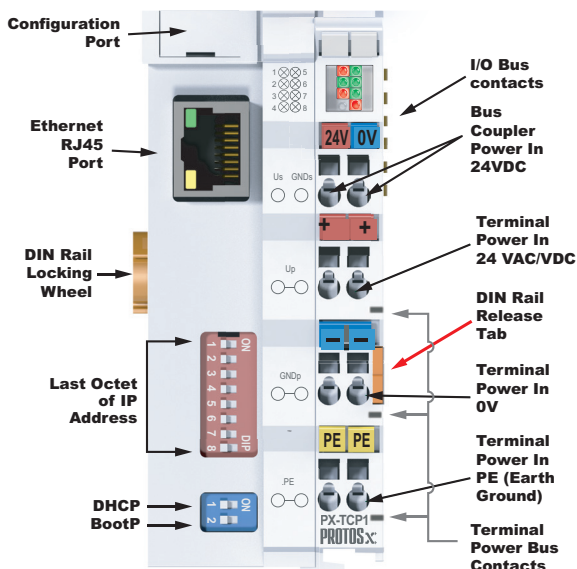 Configuration
Port
Ethernet
RJ45
Port
DIN Rail
Locking
Wheel
Last Octet
of IP
Address
DHCP
BootP
1 5
2 6
3 7
4 8
Us GNDs
Up
GNDp
-
.PE
ON
1
2
3
4
5
6
7
8
DIP
ON
1
2
24V 0V
+ +
- -
PE PE
PX-TCP1
PROTOS X:
I/O Bus
contacts
Bus
Coupler
Power In
24VDC
Terminal
Power In
24 VAC/VDC
DIN Rail
Release
Tab
Terminal
Power In
0V
Terminal
Power In
PE (Earth
Ground)
Terminal
Power Bus
Contacts